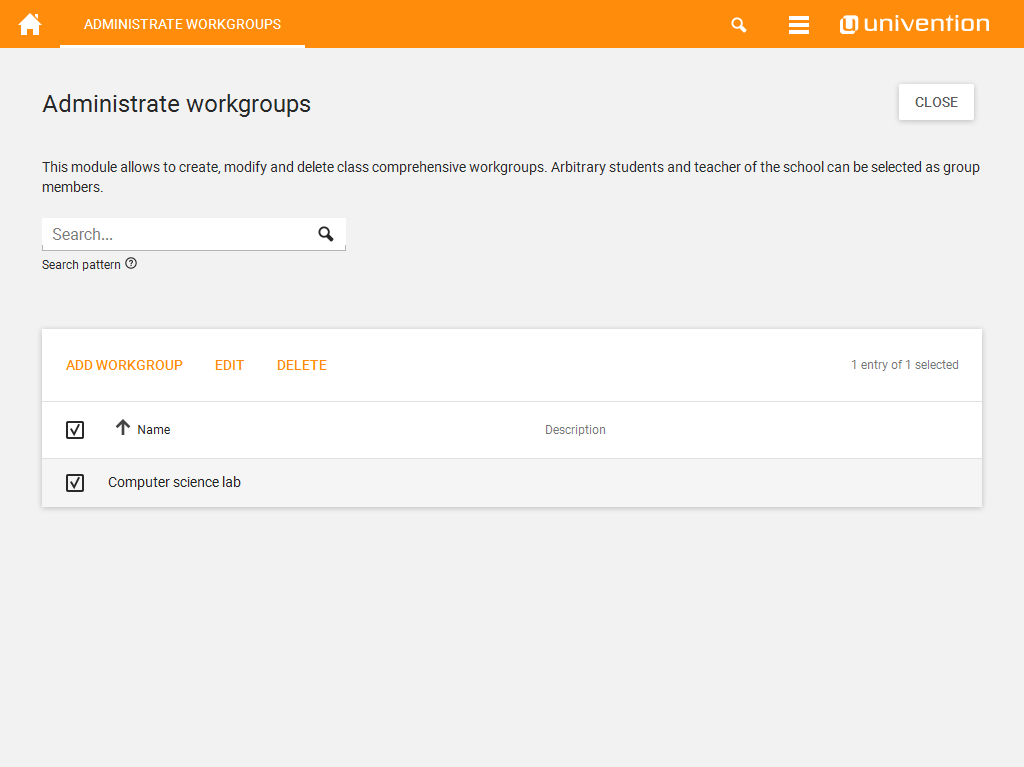 ADMINISTRATE WORKGROUPS
univention
Administrate workgroups
CLOSE
This module allows to create, modify and delete class comprehensive workgroups. Arbitrary students and teacher of the school can be selected as group
members.
Search...
Search pattern
ADD WORKGROUP EDIT DELETE 1 entry of 1 selected
Name Description
Computer science lab